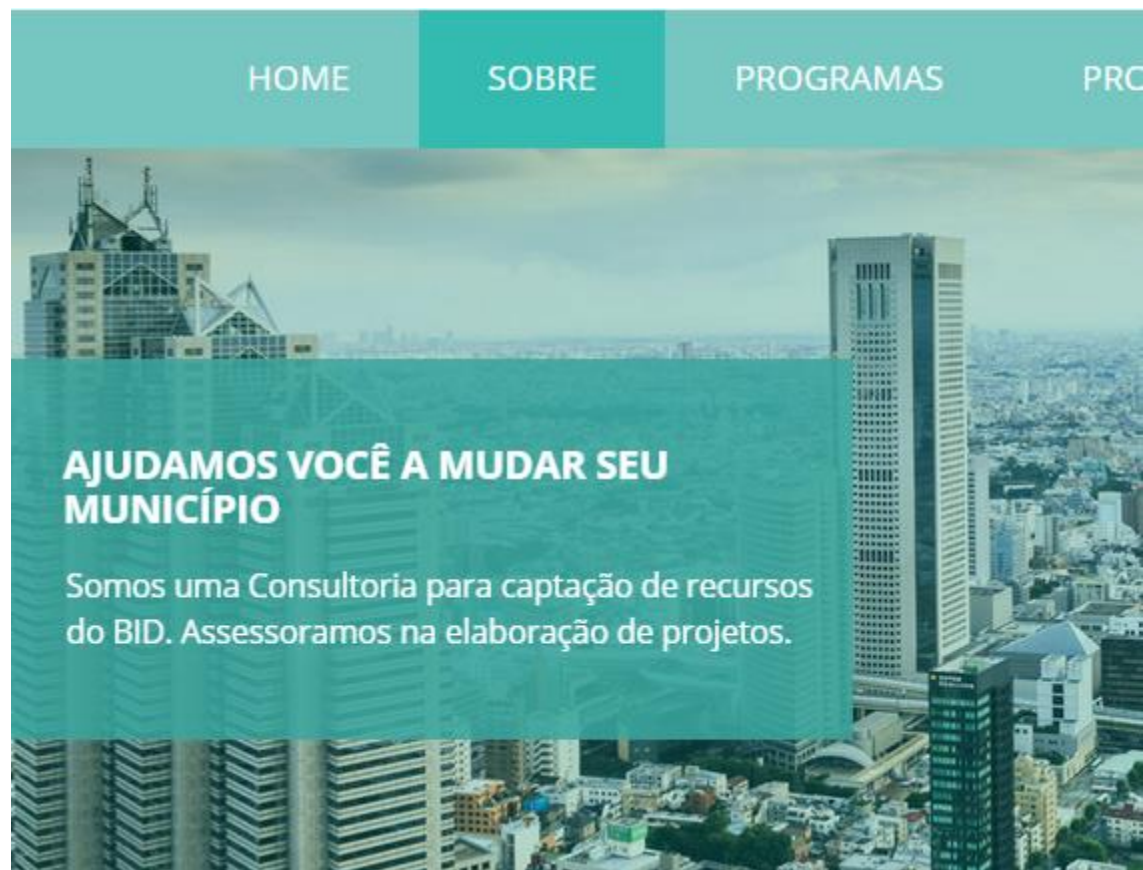 HOME SOBRE PROGRAMAS PRO
AJUDAMOS VOCÊ A MUDAR SEU
MUNICÍPIO
Somos uma Consultoria para captação de recursos
do BID. Assessoramos na elaboração de projetos.